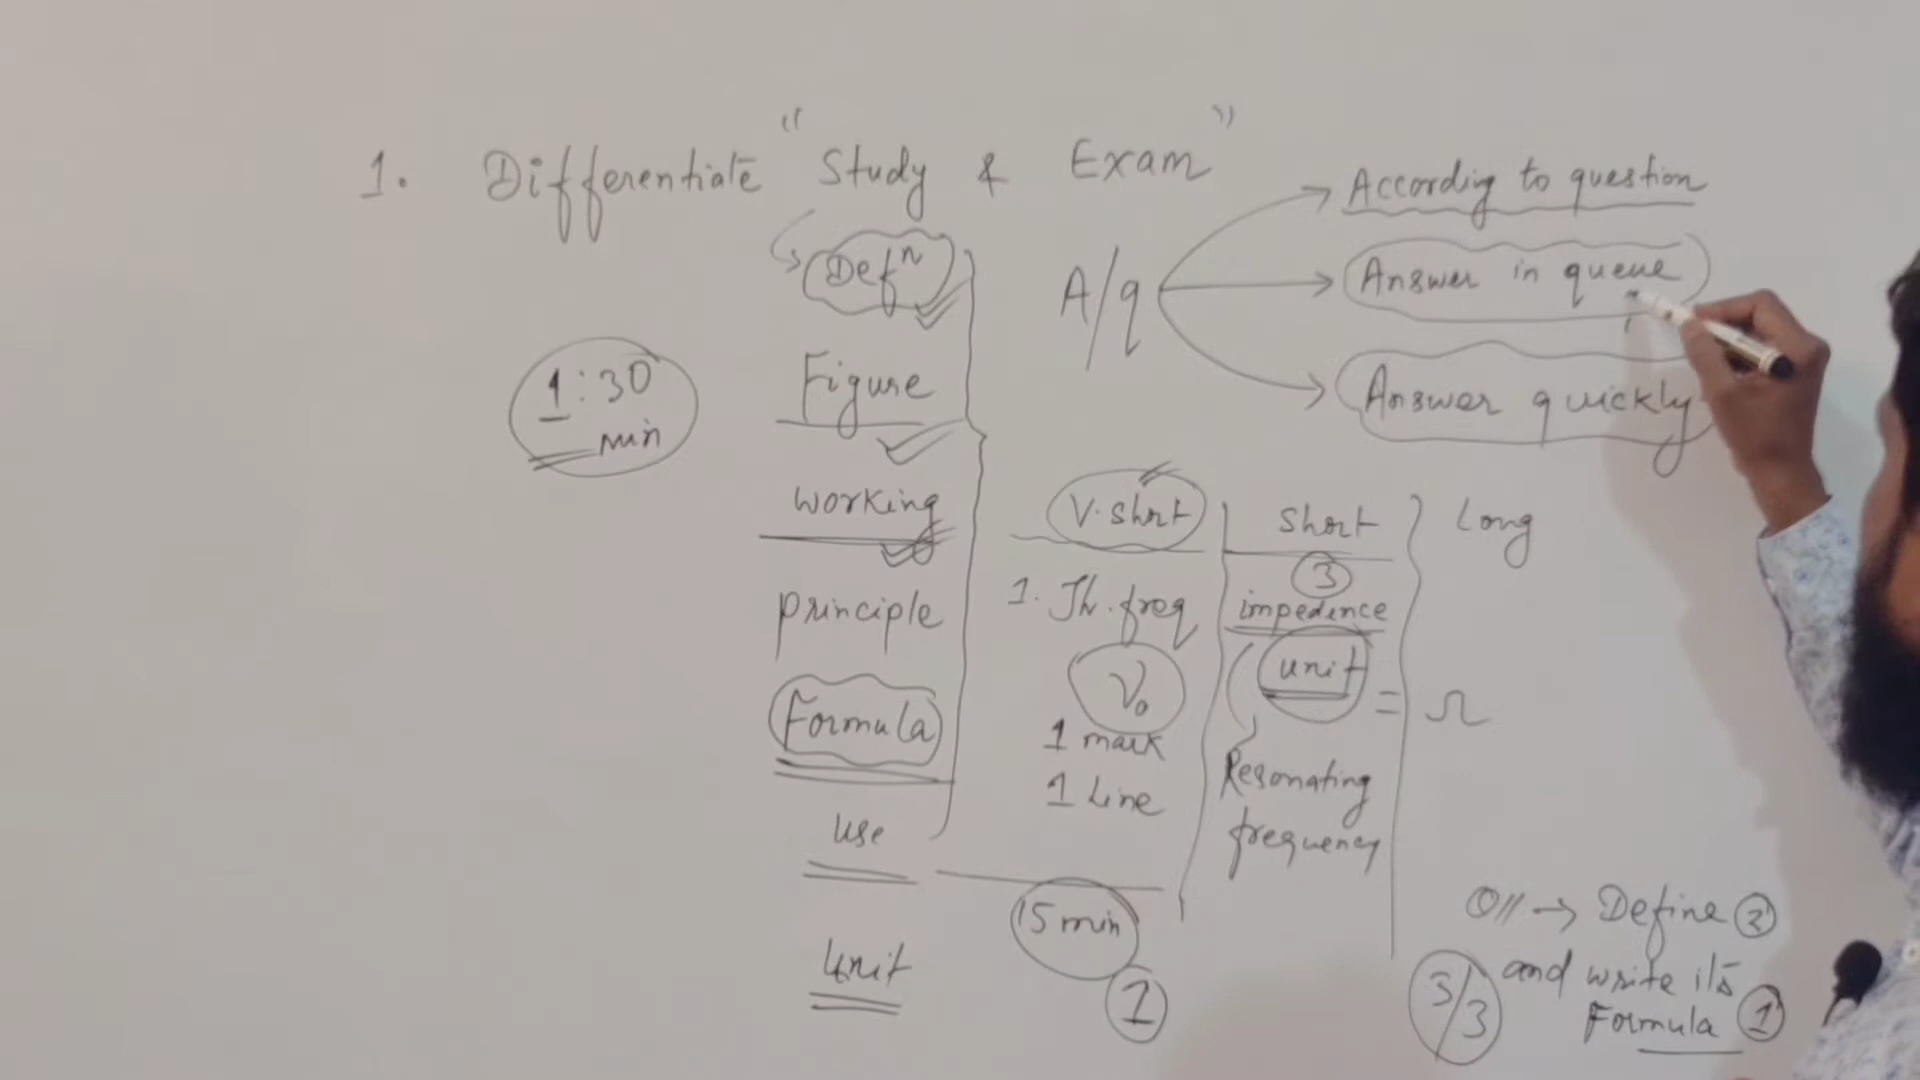 1. Differentiate "Study & Exam"
Defⁿ
Figure
working
principle
Formula
use
unit
1:30
min
A/q
According to question
Answer in queue
Answer quickly
V. Short
1. Th. freq
ν₀
1 mark
1 Line
15 min
1
Short
3
impedence
unit = Ω
Resonating
frequency
Long
→ Define 2
and write its
Formula 1
3/3